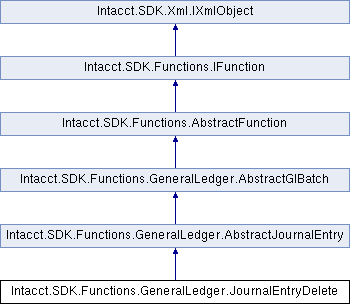 Intacct.SDK.Xml.IXmlObject
Intacct.SDK.Functions.IFunction
Intacct.SDK.Functions.AbstractFunction
Intacct.SDK.Functions.GeneralLedger.AbstractGlBatch
Intacct.SDK.Functions.GeneralLedger.AbstractJournalEntry
Intacct.SDK.Functions.GeneralLedger.JournalEntryDelete